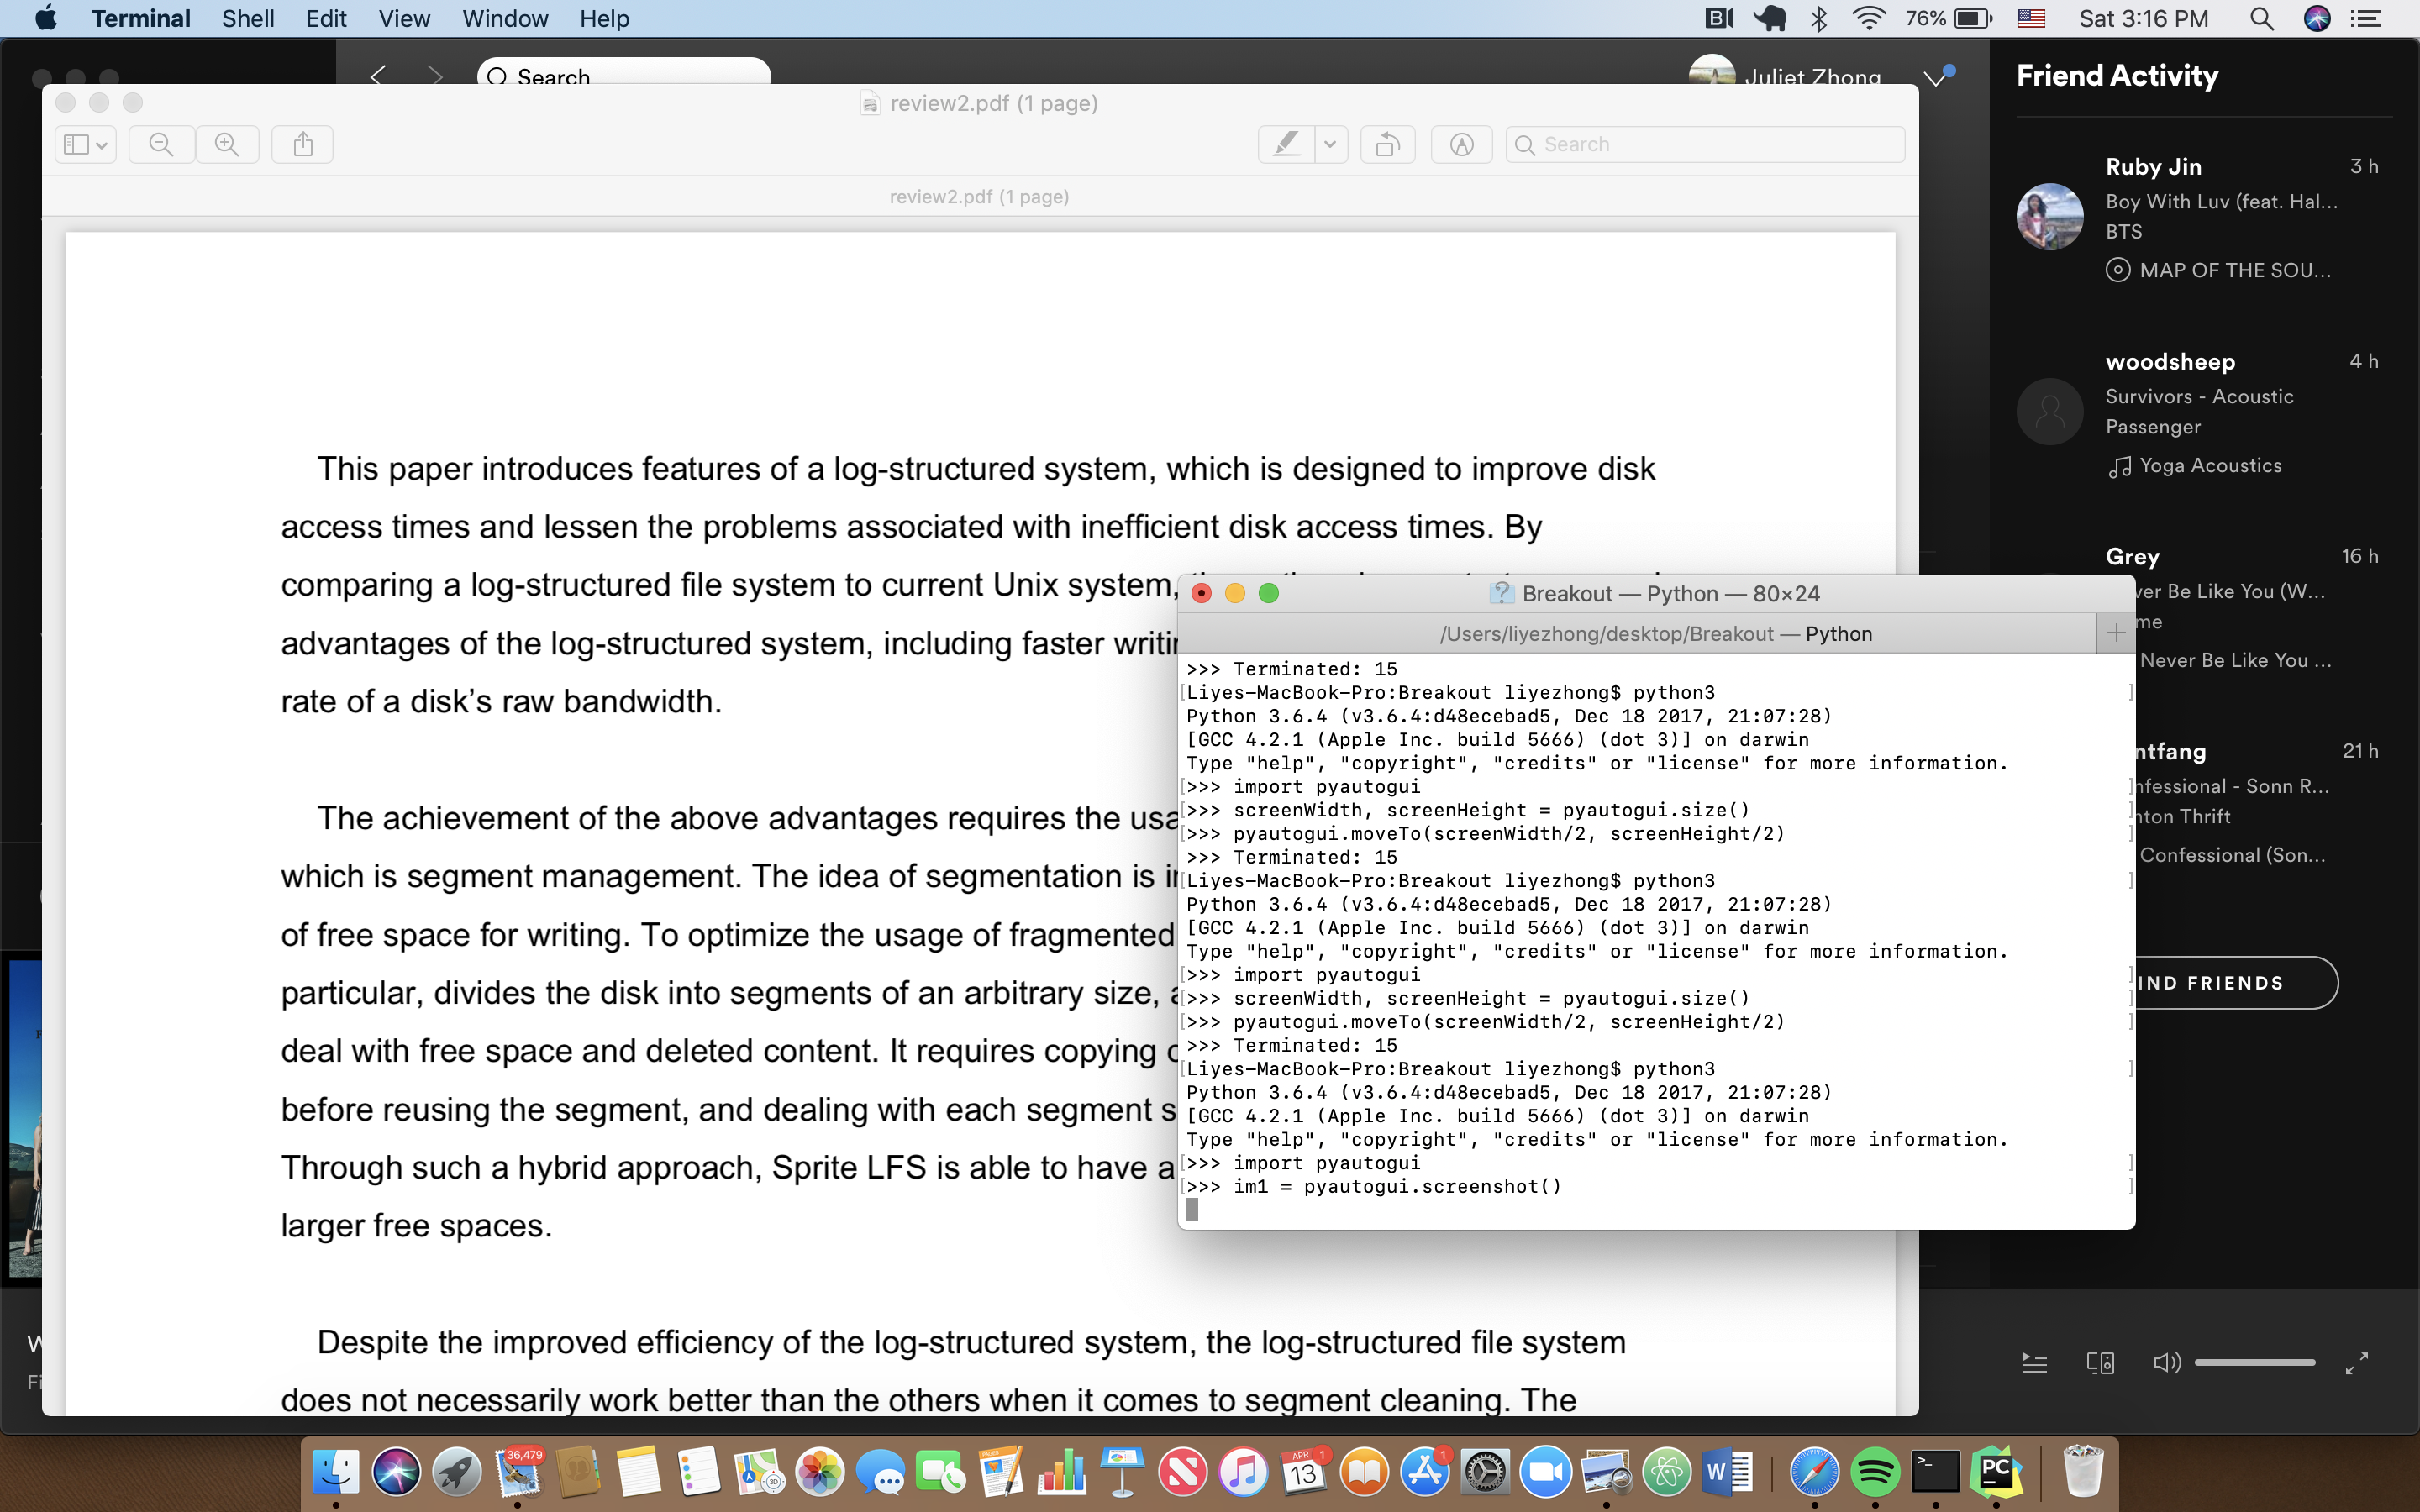 Terminal Shell Edit View Window Help
76% Sat 3:16 PM
Search
Juliet Zhong
Friend Activity
review2.pdf (1 page)
Search
review2.pdf (1 page)
This paper introduces features of a log-structured system, which is designed to improve disk
access times and lessen the problems associated with inefficient disk access times. By
comparing a log-structured file system to current Unix system,
advantages of the log-structured system, including faster
rate of a disk’s raw bandwidth.
The achievement of the above advantages requires the
which is segment management. The idea of segmentation is
of free space for writing. To optimize the usage of fragmented
particular, divides the disk into segments of an arbitrary size,
deal with free space and deleted content. It requires copying
before reusing the segment, and dealing with each segment
Through such a hybrid approach, Sprite LFS is able to have a
larger free spaces.
Despite the improved efficiency of the log-structured system, the log-structured file system
does not necessarily work better than the others when it comes to segment cleaning. The
Breakout — Python — 80×24
/Users/liyezhong/desktop/Breakout — Python
>>> Terminated: 15
[Liyes-MacBook-Pro:Breakout liyezhong$ python3 ]
Python 3.6.4 (v3.6.4:d48ecebad5, Dec 18 2017, 21:07:28)
[GCC 4.2.1 (Apple Inc. build 5666) (dot 3)] on darwin
Type "help", "copyright", "credits" or "license" for more information.
[>>> import pyautogui ]
[>>> screenWidth, screenHeight = pyautogui.size() ]
[>>> pyautogui.moveTo(screenWidth/2, screenHeight/2) ]
>>> Terminated: 15
[Liyes-MacBook-Pro:Breakout liyezhong$ python3 ]
Python 3.6.4 (v3.6.4:d48ecebad5, Dec 18 2017, 21:07:28)
[GCC 4.2.1 (Apple Inc. build 5666) (dot 3)] on darwin
Type "help", "copyright", "credits" or "license" for more information.
[>>> import pyautogui ]
[>>> screenWidth, screenHeight = pyautogui.size() ]
[>>> pyautogui.moveTo(screenWidth/2, screenHeight/2) ]
>>> Terminated: 15
[Liyes-MacBook-Pro:Breakout liyezhong$ python3 ]
Python 3.6.4 (v3.6.4:d48ecebad5, Dec 18 2017, 21:07:28)
[GCC 4.2.1 (Apple Inc. build 5666) (dot 3)] on darwin
Type "help", "copyright", "credits" or "license" for more information.
[>>> import pyautogui ]
[>>> im1 = pyautogui.screenshot() ]
Ruby Jin 3 h
Boy With Luv (feat. Hal...
BTS
MAP OF THE SOU...
woodsheep 4 h
Survivors - Acoustic
Passenger
Yoga Acoustics
Grey 16 h
ver Be Like You (W...
me
Never Be Like You ...
ntfang 21 h
nfessional - Sonn R...
nton Thrift
Confessional (Son...
IND FRIENDS
36,479
PAGES
3D
APR 13
1
1
W
>_
PC